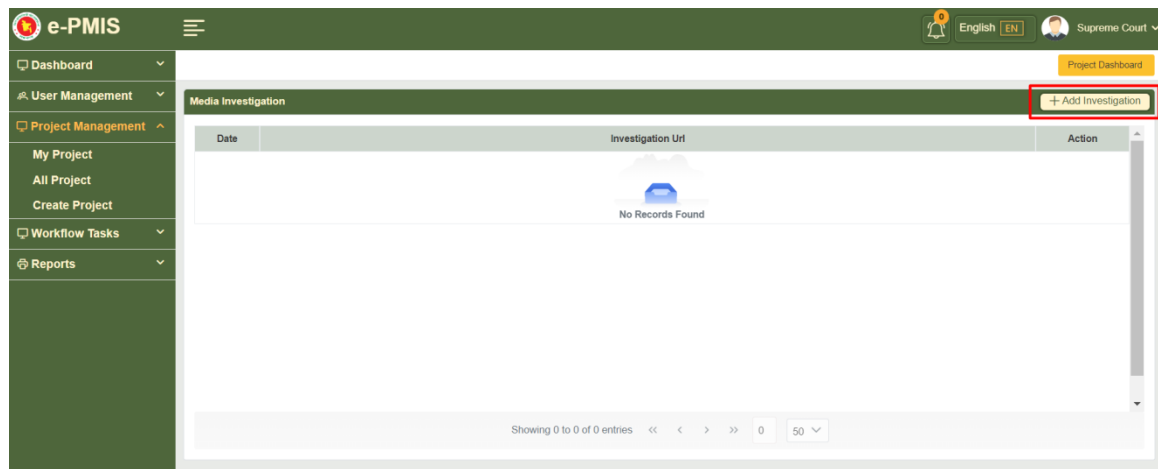 e-PMIS
0
English EN
Supreme Court
Dashboard
Project Dashboard
User Management
Media Investigation
+ Add Investigation
Project Management
Date Investigation Url Action
My Project
All Project
Create Project
No Records Found
Workflow Tasks
Reports
Showing 0 to 0 of 0 entries << < > >> 0 50